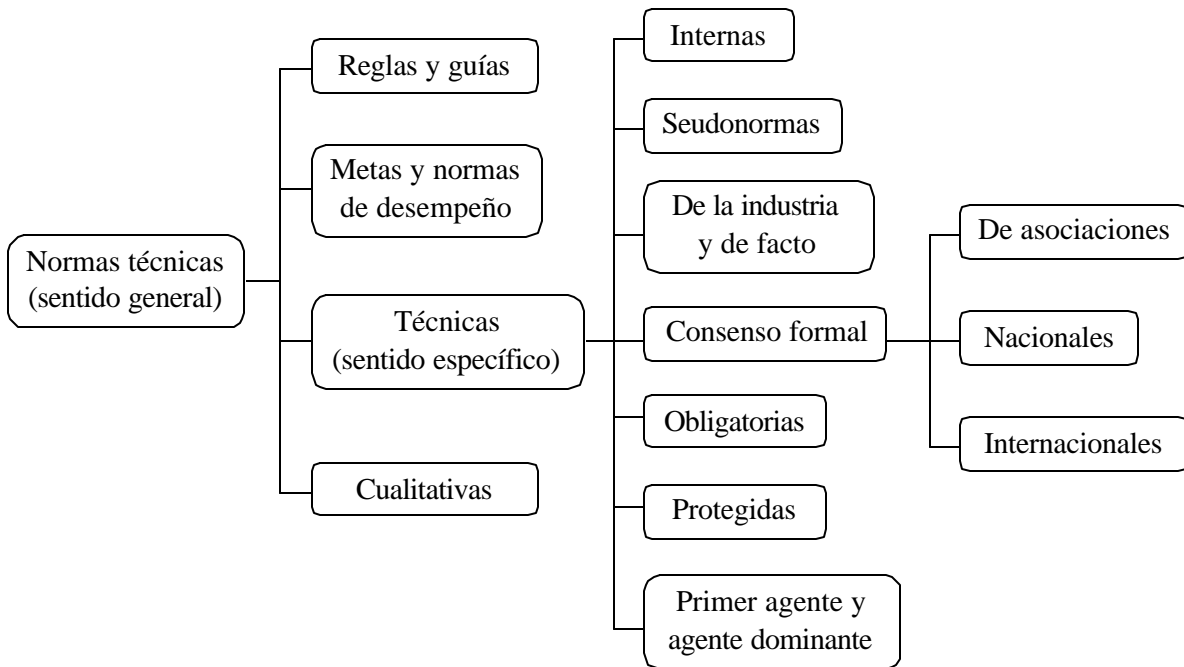 Normas técnicas
(sentido general)
Reglas y guías
Metas y normas
de desempeño
Técnicas
(sentido específico)
Cualitativas
Internas
Seudonormas
De la industria
y de facto
Consenso formal
Obligatorias
Protegidas
Primer agente y
agente dominante
De asociaciones
Nacionales
Internacionales